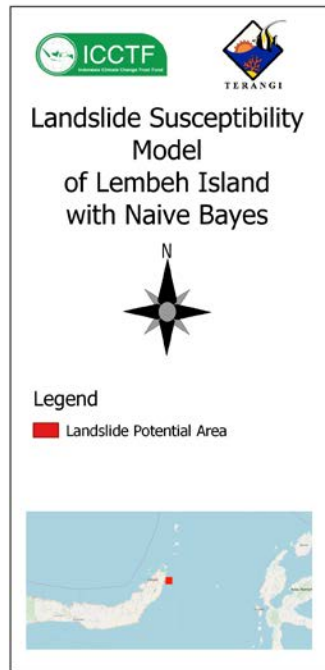 ICCTF
Indonesia Climate Change Trust Fund
TERANGI
Landslide Susceptibility
Model
of Lembeh Island
with Naive Bayes
N
Legend
Landslide Potential Area